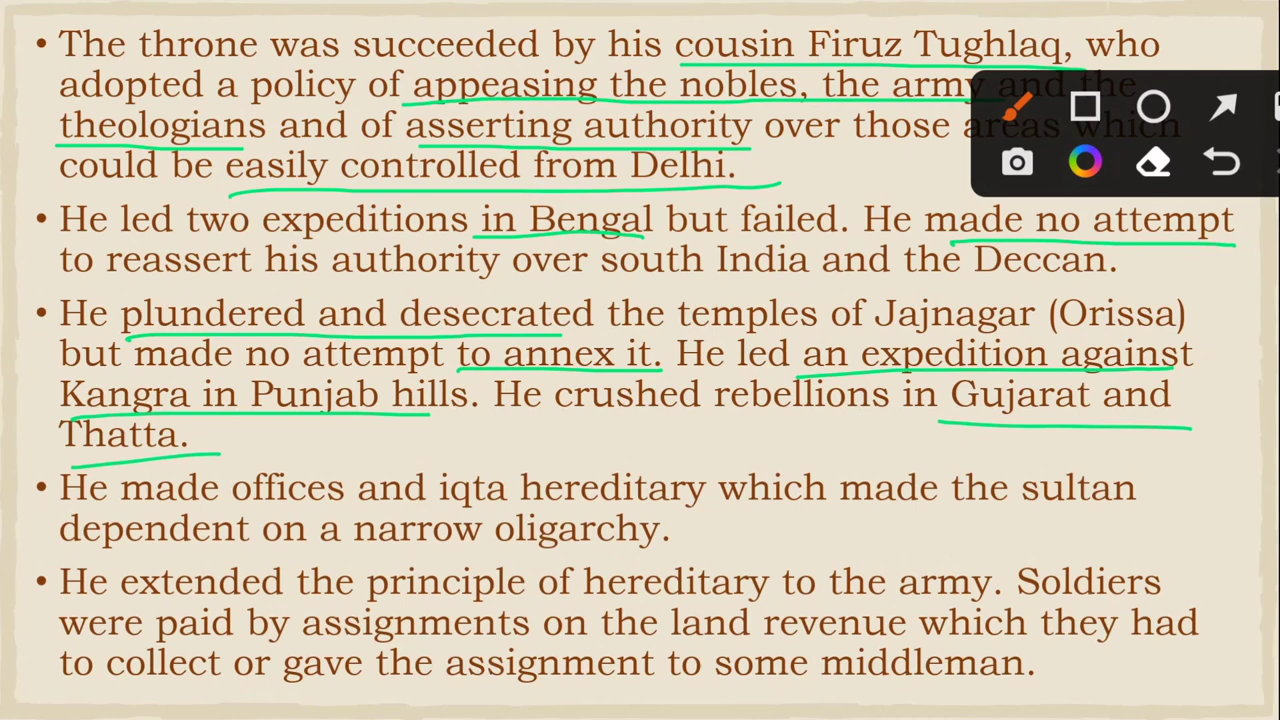 • The throne was succeeded by his cousin Firuz Tughlaq, who
adopted a policy of appeasing the nobles, the army and the
theologians and of asserting authority over those areas which
could be easily controlled from Delhi.
• He led two expeditions in Bengal but failed. He made no attempt
to reassert his authority over south India and the Deccan.
• He plundered and desecrated the temples of Jajnagar (Orissa)
but made no attempt to annex it. He led an expedition against
Kangra in Punjab hills. He crushed rebellions in Gujarat and
Thatta.
• He made offices and iqta hereditary which made the sultan
dependent on a narrow oligarchy.
• He extended the principle of hereditary to the army. Soldiers
were paid by assignments on the land revenue which they had
to collect or gave the assignment to some middleman.